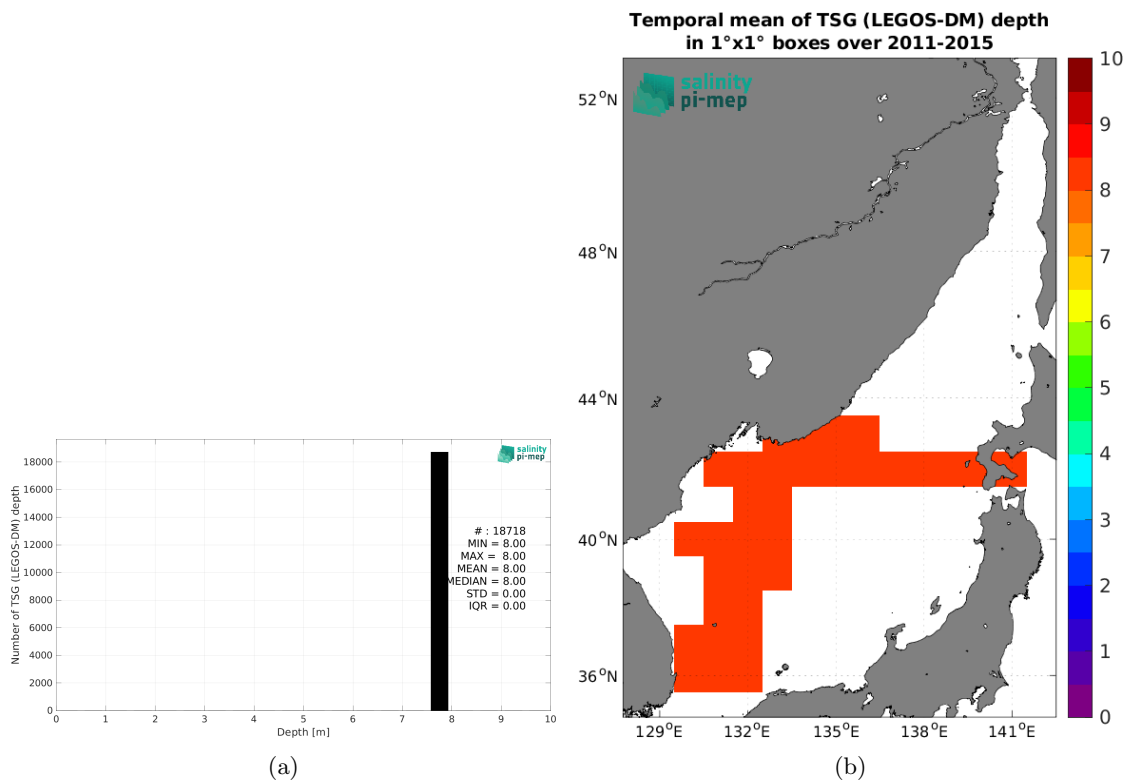 salinity
pi-mep
18000
16000
14000
12000
10000
8000
6000
4000
2000
0
Number of TSG (LEGOS-DM) depth
# : 18718
MIN = 8.00
MAX = 8.00
MEAN = 8.00
MEDIAN = 8.00
STD = 0.00
IQR = 0.00
0 1 2 3 4 5 6 7 8 9 10
Depth [m]
(a)
Temporal mean of TSG (LEGOS-DM) depth
in 1°x1° boxes over 2011-2015
salinity
pi-mep
52°N
48°N
44°N
40°N
36°N
129°E 132°E 135°E 138°E 141°E
10
9
8
7
6
5
4
3
2
1
0
(b)